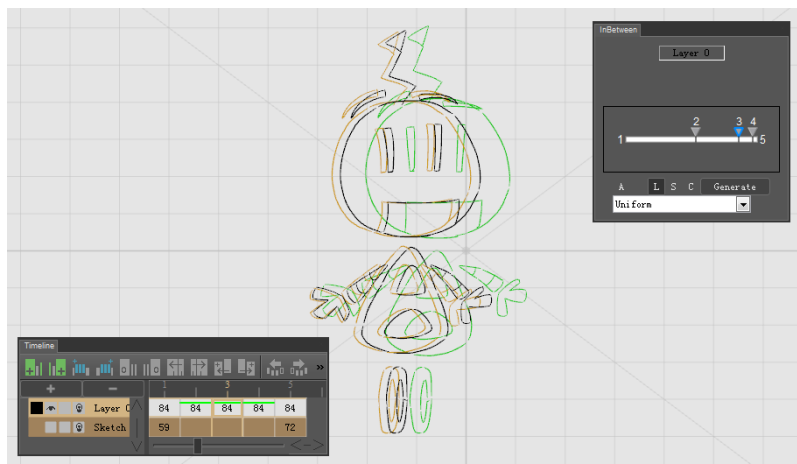 InBetween
Layer 0
2 3 4
1 5
A L S C Generate
Uniform
Timeline
»
+ − 1 3 5
Layer 0 84 84 84 84 84
Sketch 59 72
<->